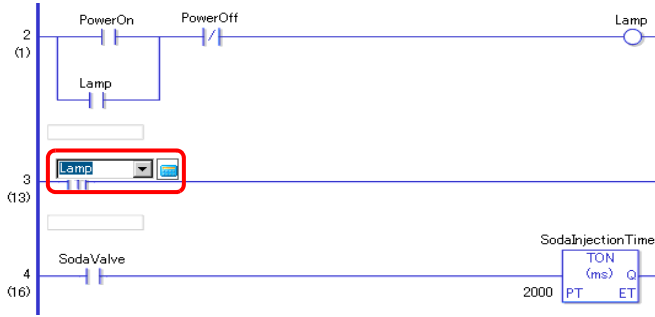 PowerOn PowerOff Lamp
2
(1)
Lamp
Lamp
3
(13)
SodaInjectionTime
SodaValve TON
4 (ms) Q
(16) 2000 PT ET